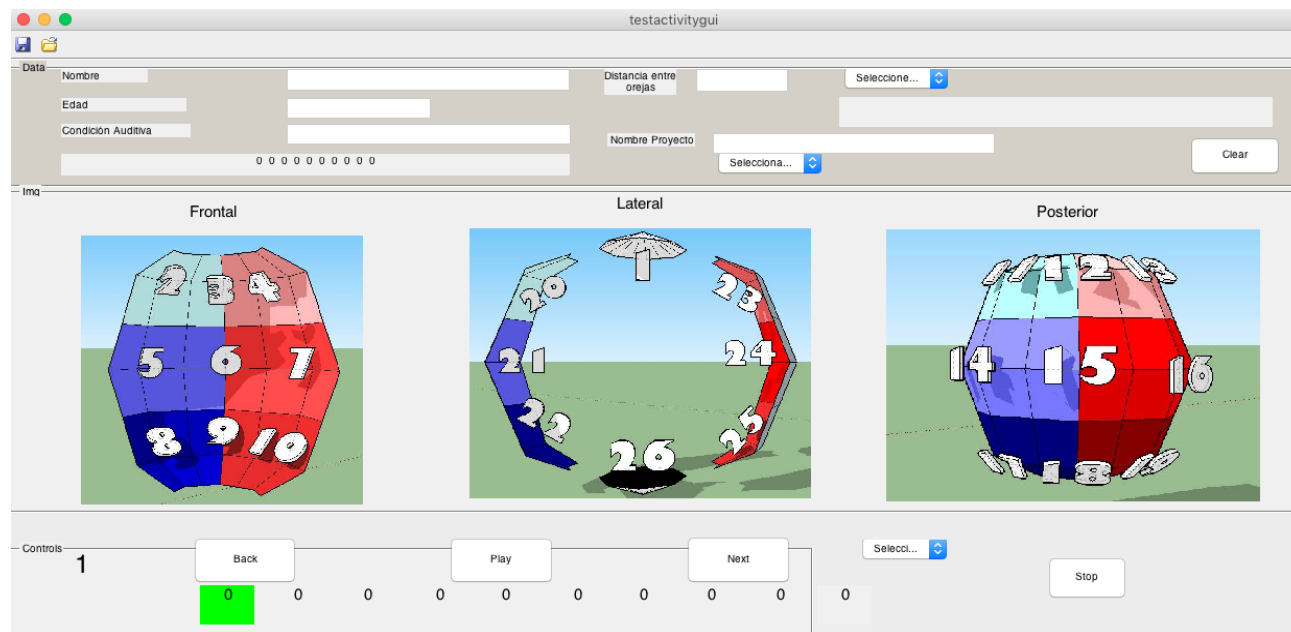 testactivitygui
Data
Nombre
Distancia entre
orejas
Seleccione...
Edad
Condición Auditiva
Nombre Proyecto
Clear
0 0 0 0 0 0 0 0 0 0
Selecciona...
Img
Frontal
Lateral
Posterior
2 3 4
5 6 7
8 9 10
1
20 23
21 24
22 25
26
11 12 13
14 15 16
17 18 19
Controls
1
Back
Play
Next
Selecci...
Stop
0 0 0 0 0 0 0 0 0 0